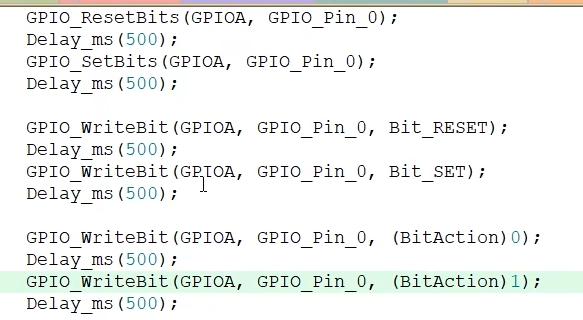 GPIO_ResetBits(GPIOA, GPIO_Pin_0);
Delay_ms(500);
GPIO_SetBits(GPIOA, GPIO_Pin_0);
Delay_ms(500);
GPIO_WriteBit(GPIOA, GPIO_Pin_0, Bit_RESET);
Delay_ms(500);
GPIO_WriteBit(GPIOA, GPIO_Pin_0, Bit_SET);
Delay_ms(500);
GPIO_WriteBit(GPIOA, GPIO_Pin_0, (BitAction)0);
Delay_ms(500);
GPIO_WriteBit(GPIOA, GPIO_Pin_0, (BitAction)1);
Delay_ms(500);